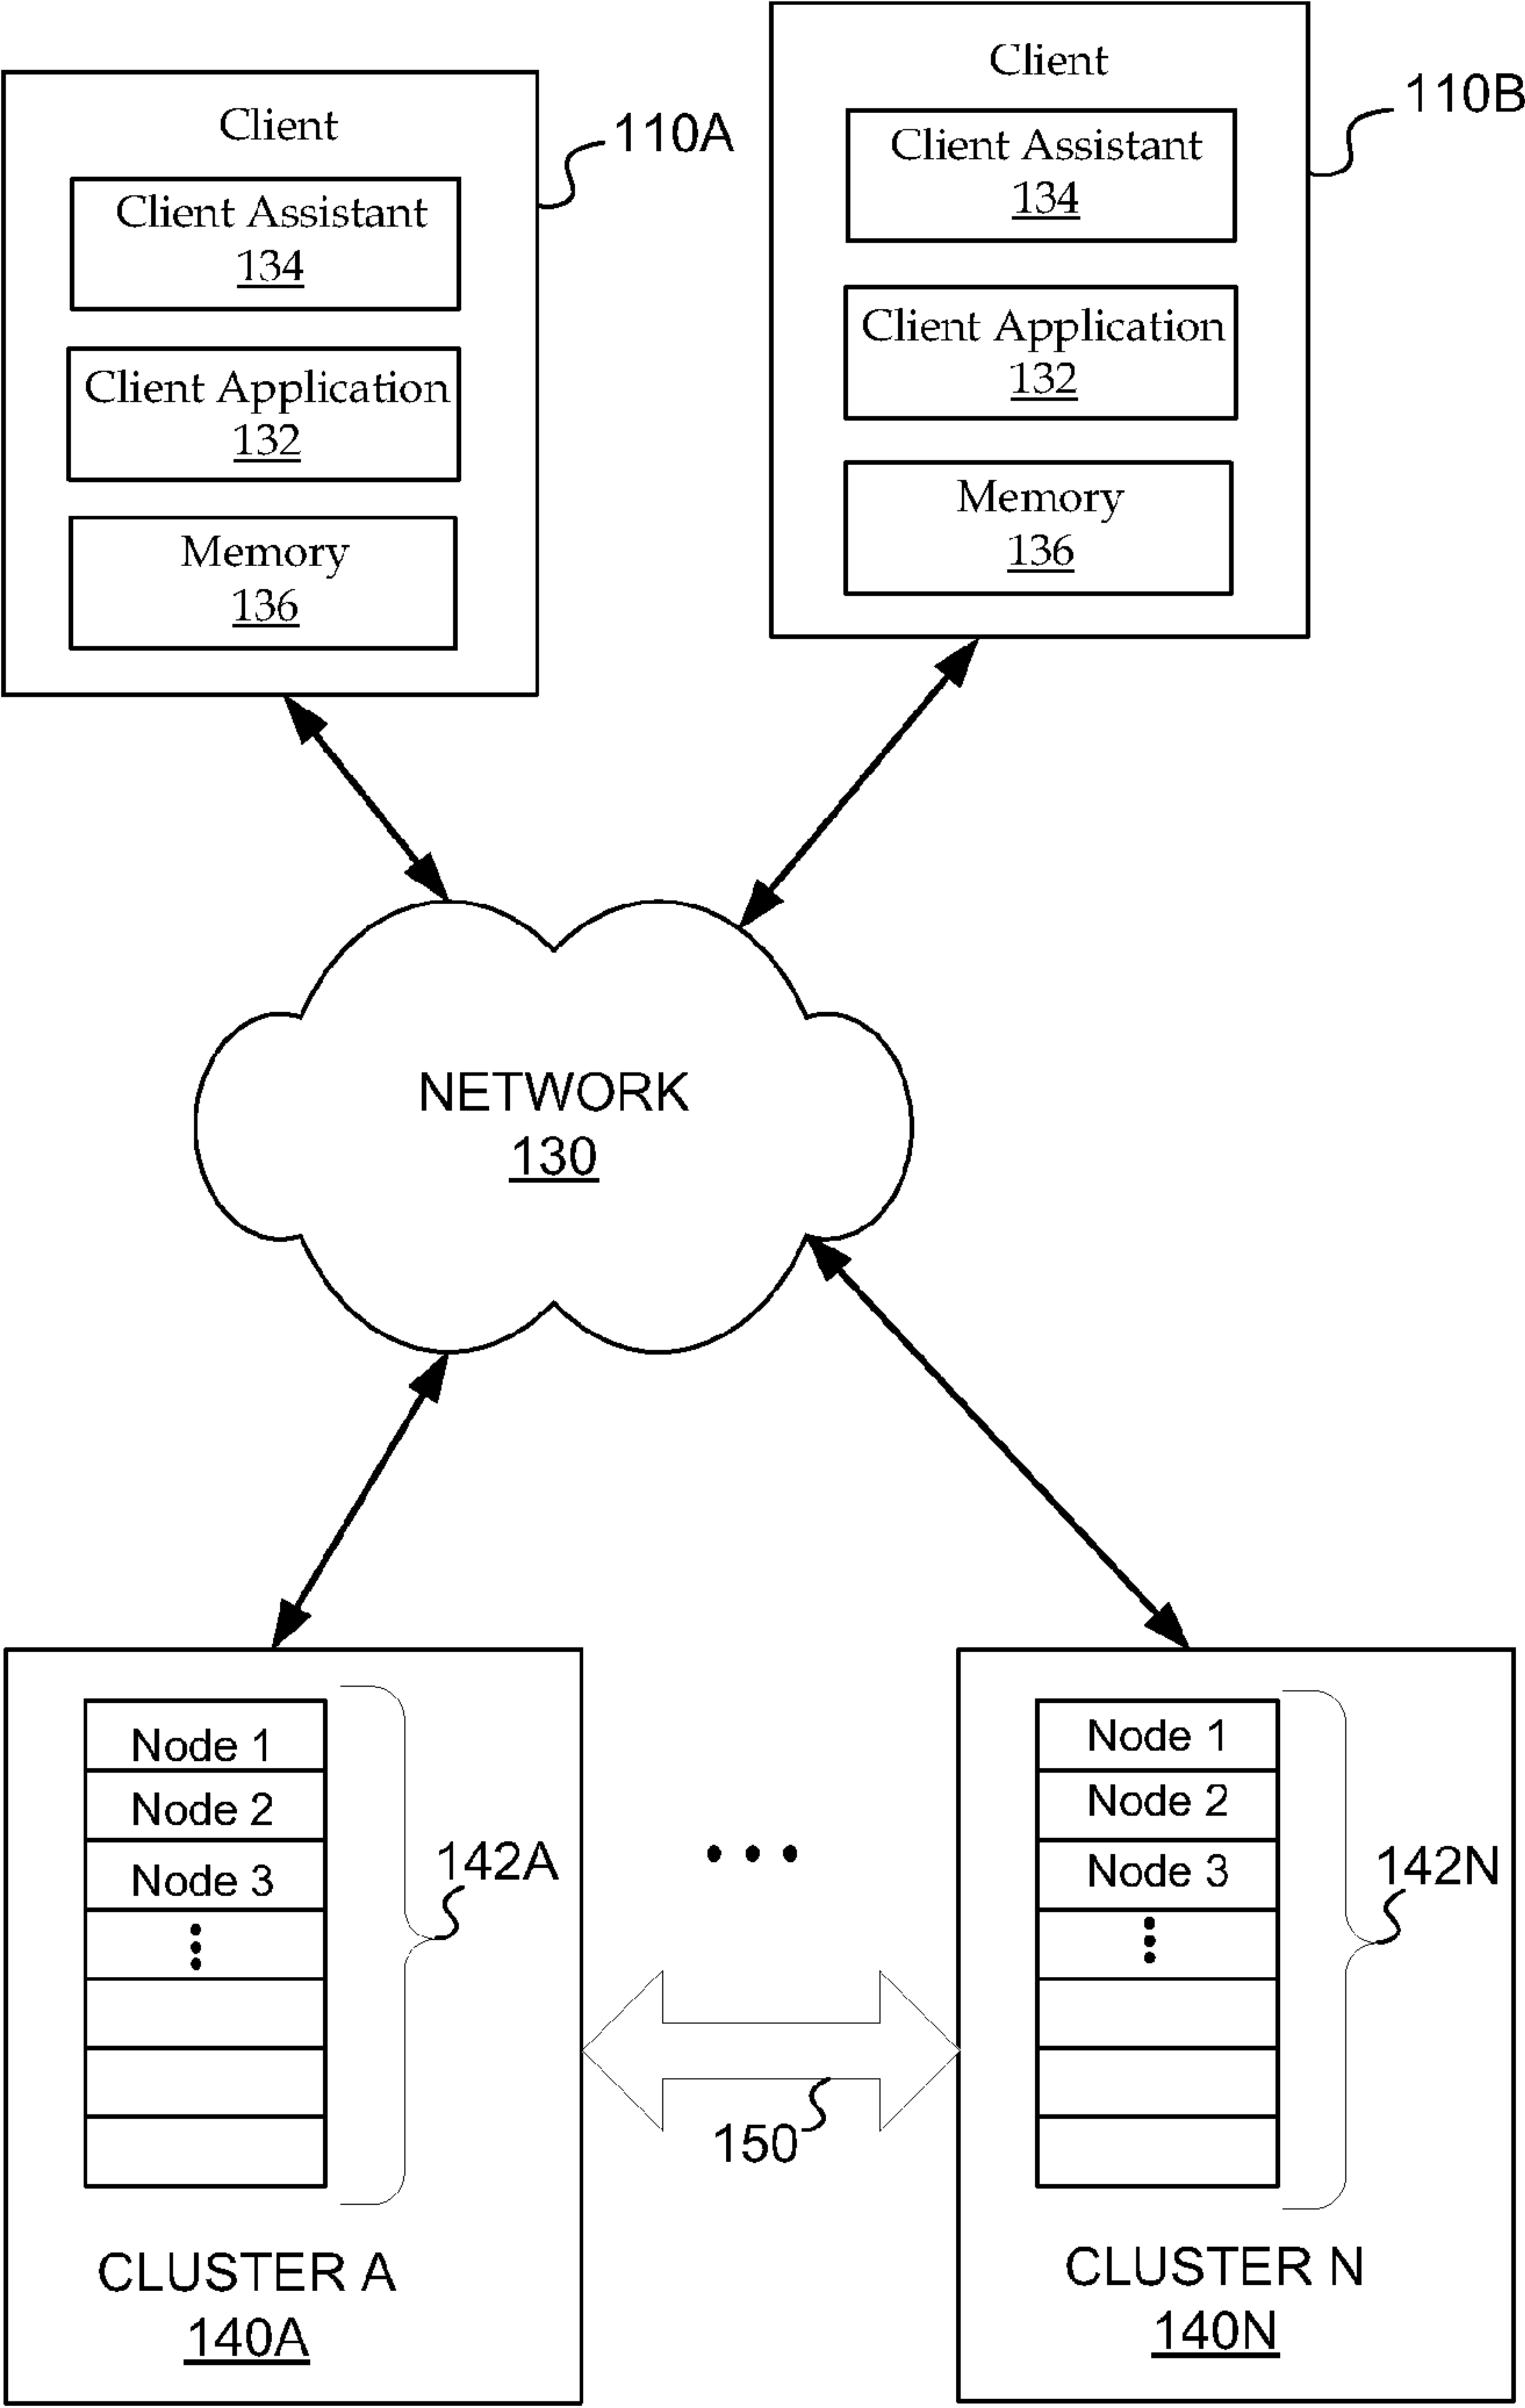 Client
110A
Client Assistant
134
Client Application
132
Memory
136
Client
110B
Client Assistant
134
Client Application
132
Memory
136
NETWORK
130
Node 1
Node 2
Node 3
142A
CLUSTER A
140A
150
Node 1
Node 2
Node 3
142N
CLUSTER N
140N